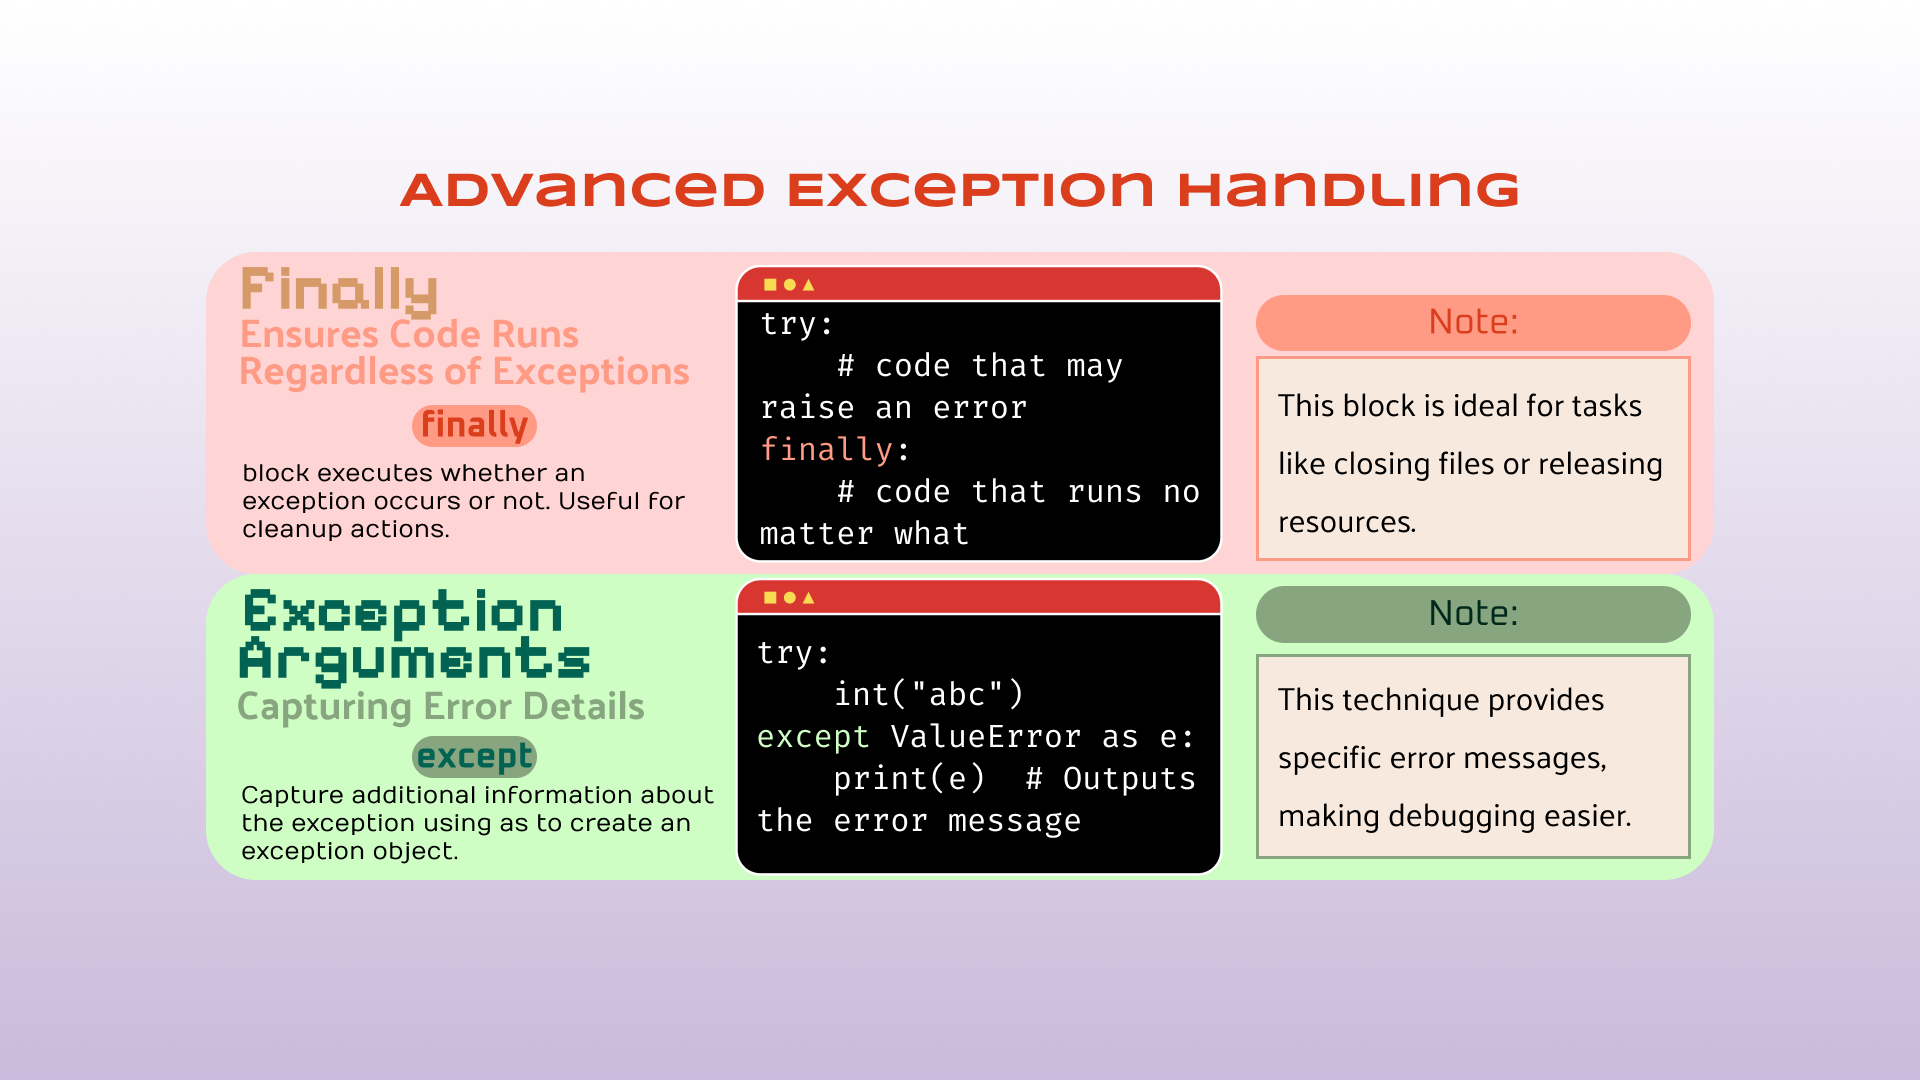 Advanced Exception Handling
Finally
Ensures Code Runs
Regardless of Exceptions
finally
block executes whether an
exception occurs or not. Useful for
cleanup actions.
try:
    # code that may
raise an error
finally:
    # code that runs no
matter what
Note:
This block is ideal for tasks
like closing files or releasing
resources.
Exception
Arguments
Capturing Error Details
except
Capture additional information about
the exception using as to create an
exception object.
try:
    int("abc")
except ValueError as e:
    print(e)  # Outputs
the error message
Note:
This technique provides
specific error messages,
making debugging easier.